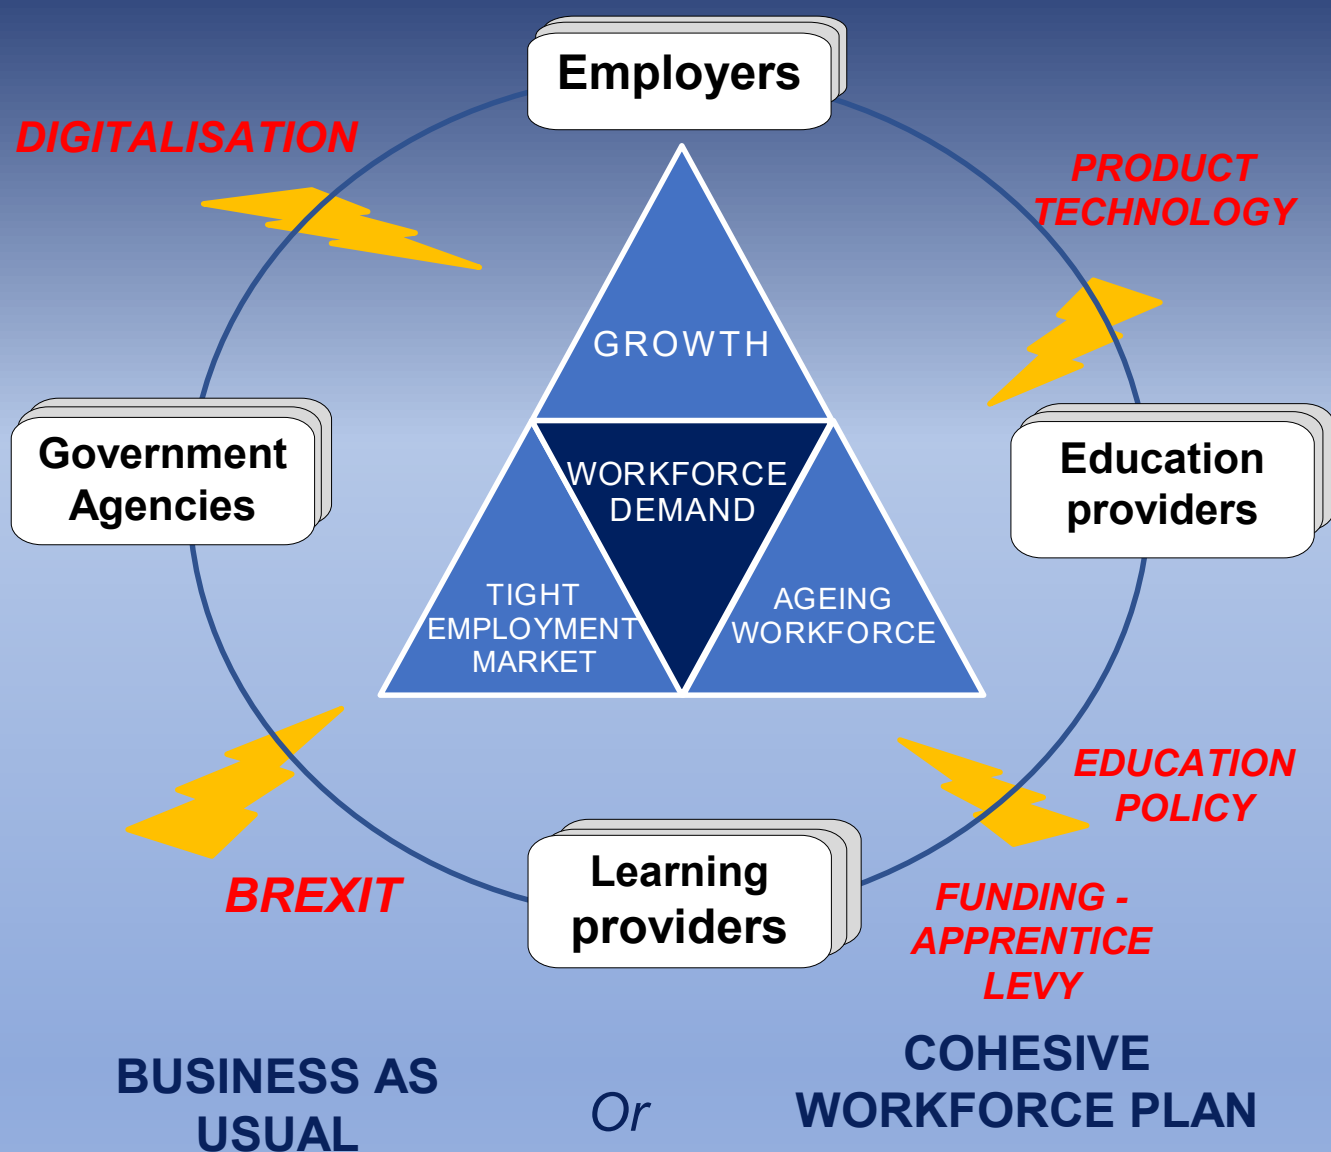 Employers
DIGITALISATION
PRODUCT
TECHNOLOGY
GROWTH
Government
Agencies
WORKFORCE
DEMAND
Education
providers
TIGHT
EMPLOYMENT
MARKET
AGEING
WORKFORCE
EDUCATION
POLICY
BREXIT
Learning
providers
FUNDING -
APPRENTICE
LEVY
BUSINESS AS
USUAL
Or
COHESIVE
WORKFORCE PLAN